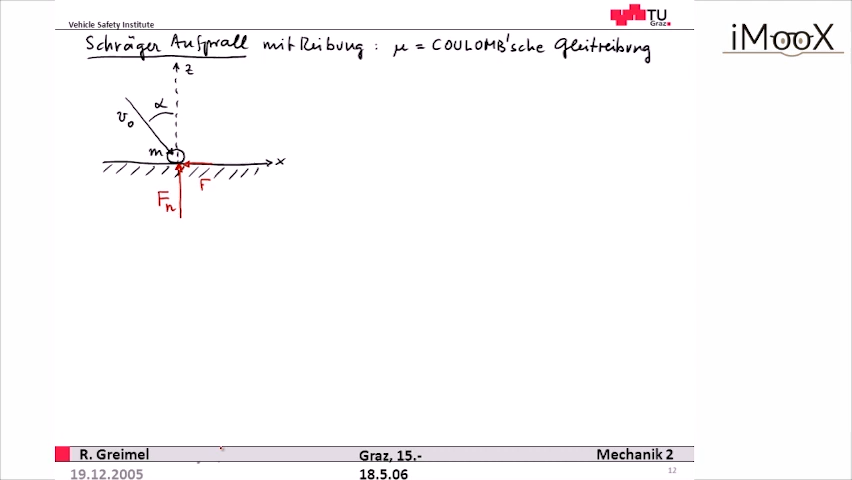 Vehicle Safety Institute
TU
Graz
iMooX
Schräger Aufprall mit Reibung : μ = COULOMB'sche Gleitreibung
z
α
v₀
m
x
F
Fₙ
R. Greimel
Graz, 15.-
Mechanik 2
19.12.2005
18.5.06
12